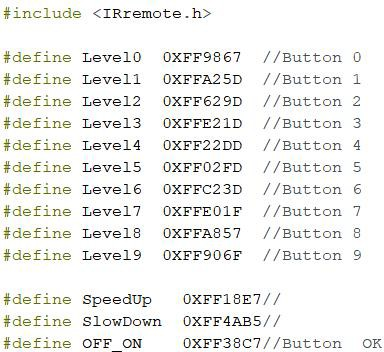 #include <IRremote.h>
#define Level0 0XFF9867 //Button 0
#define Level1 0XFFA25D //Button 1
#define Level2 0XFF629D //Button 2
#define Level3 0XFFE21D //Button 3
#define Level4 0XFF22DD //Button 4
#define Level5 0XFF02FD //Button 5
#define Level6 0XFFC23D //Button 6
#define Level7 0XFFE01F //Button 7
#define Level8 0XFFA857 //Button 8
#define Level9 0XFF906F //Button 9
#define SpeedUp 0XFF18E7//
#define SlowDown 0XFF4AB5//
#define OFF_ON 0XFF38C7//Button OK